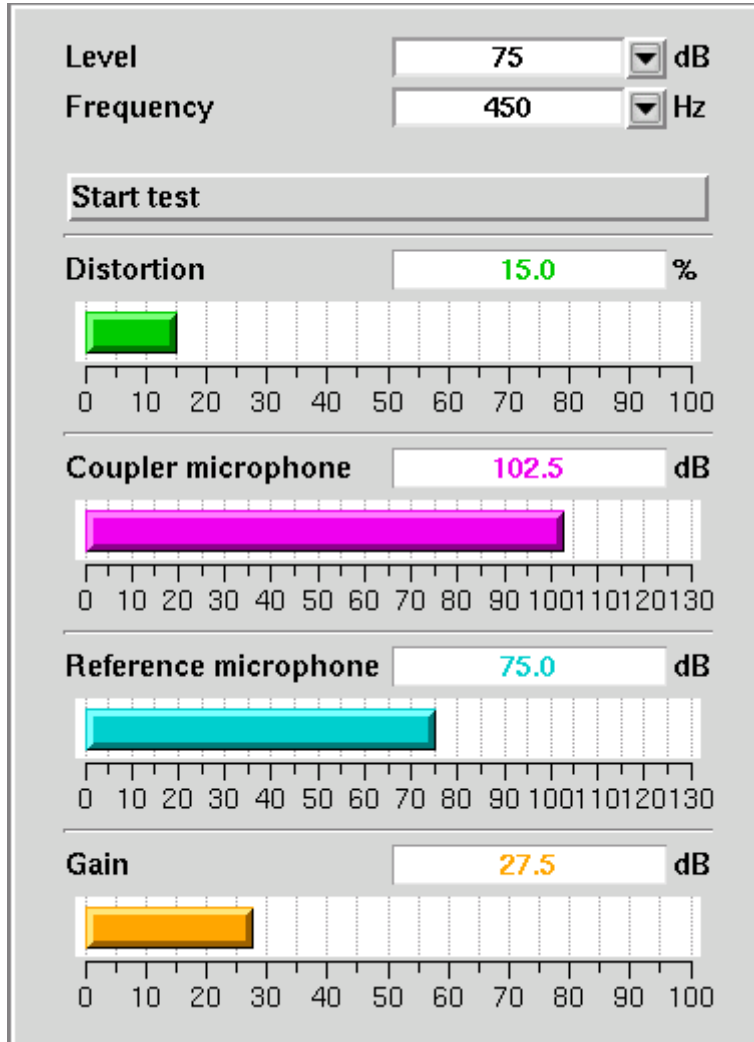 Level 75 dB
Frequency 450 Hz
Start test
Distortion 15.0 %
0 10 20 30 40 50 60 70 80 90 100
Coupler microphone 102.5 dB
0 10 20 30 40 50 60 70 80 90 100 110 120 130
Reference microphone 75.0 dB
0 10 20 30 40 50 60 70 80 90 100 110 120 130
Gain 27.5 dB
0 10 20 30 40 50 60 70 80 90 100